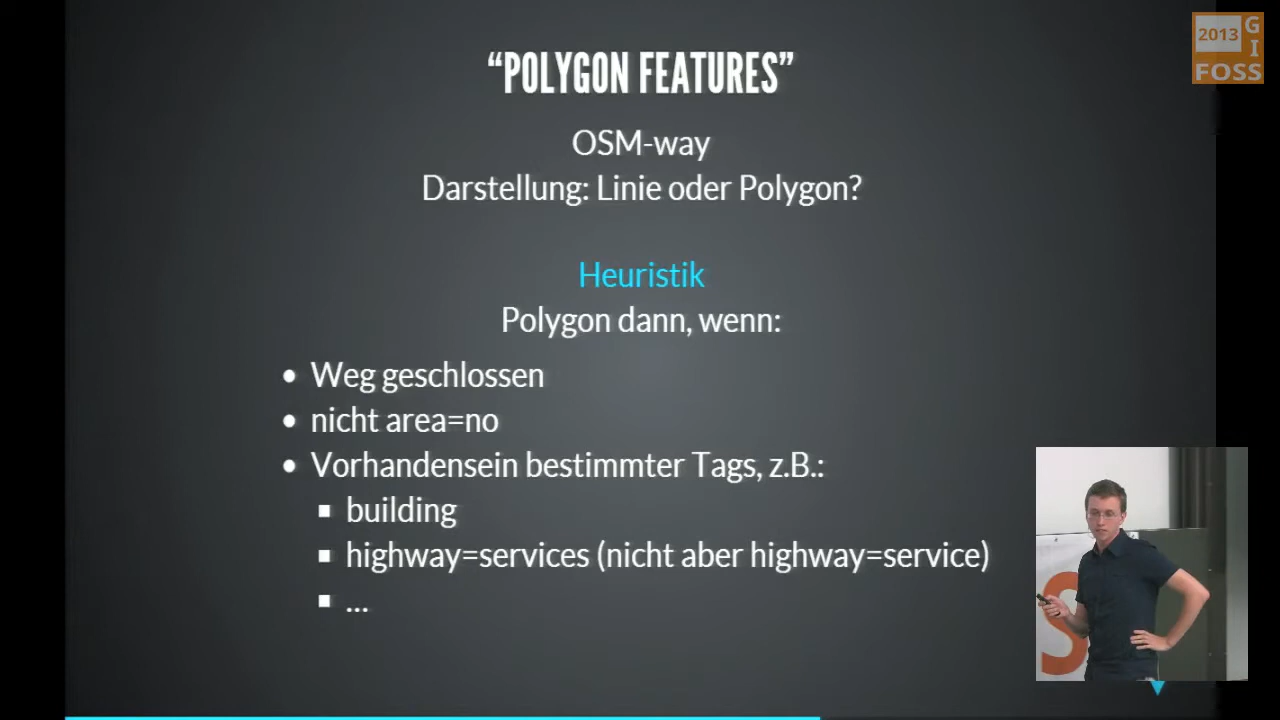 “POLYGON FEATURES”
OSM-way
Darstellung: Linie oder Polygon?
Heuristik
Polygon dann, wenn:
• Weg geschlossen
• nicht area=no
• Vorhandensein bestimmter Tags, z.B.:
▪ building
▪ highway=services (nicht aber highway=service)
▪ ...
2013 GI
FOSS
S